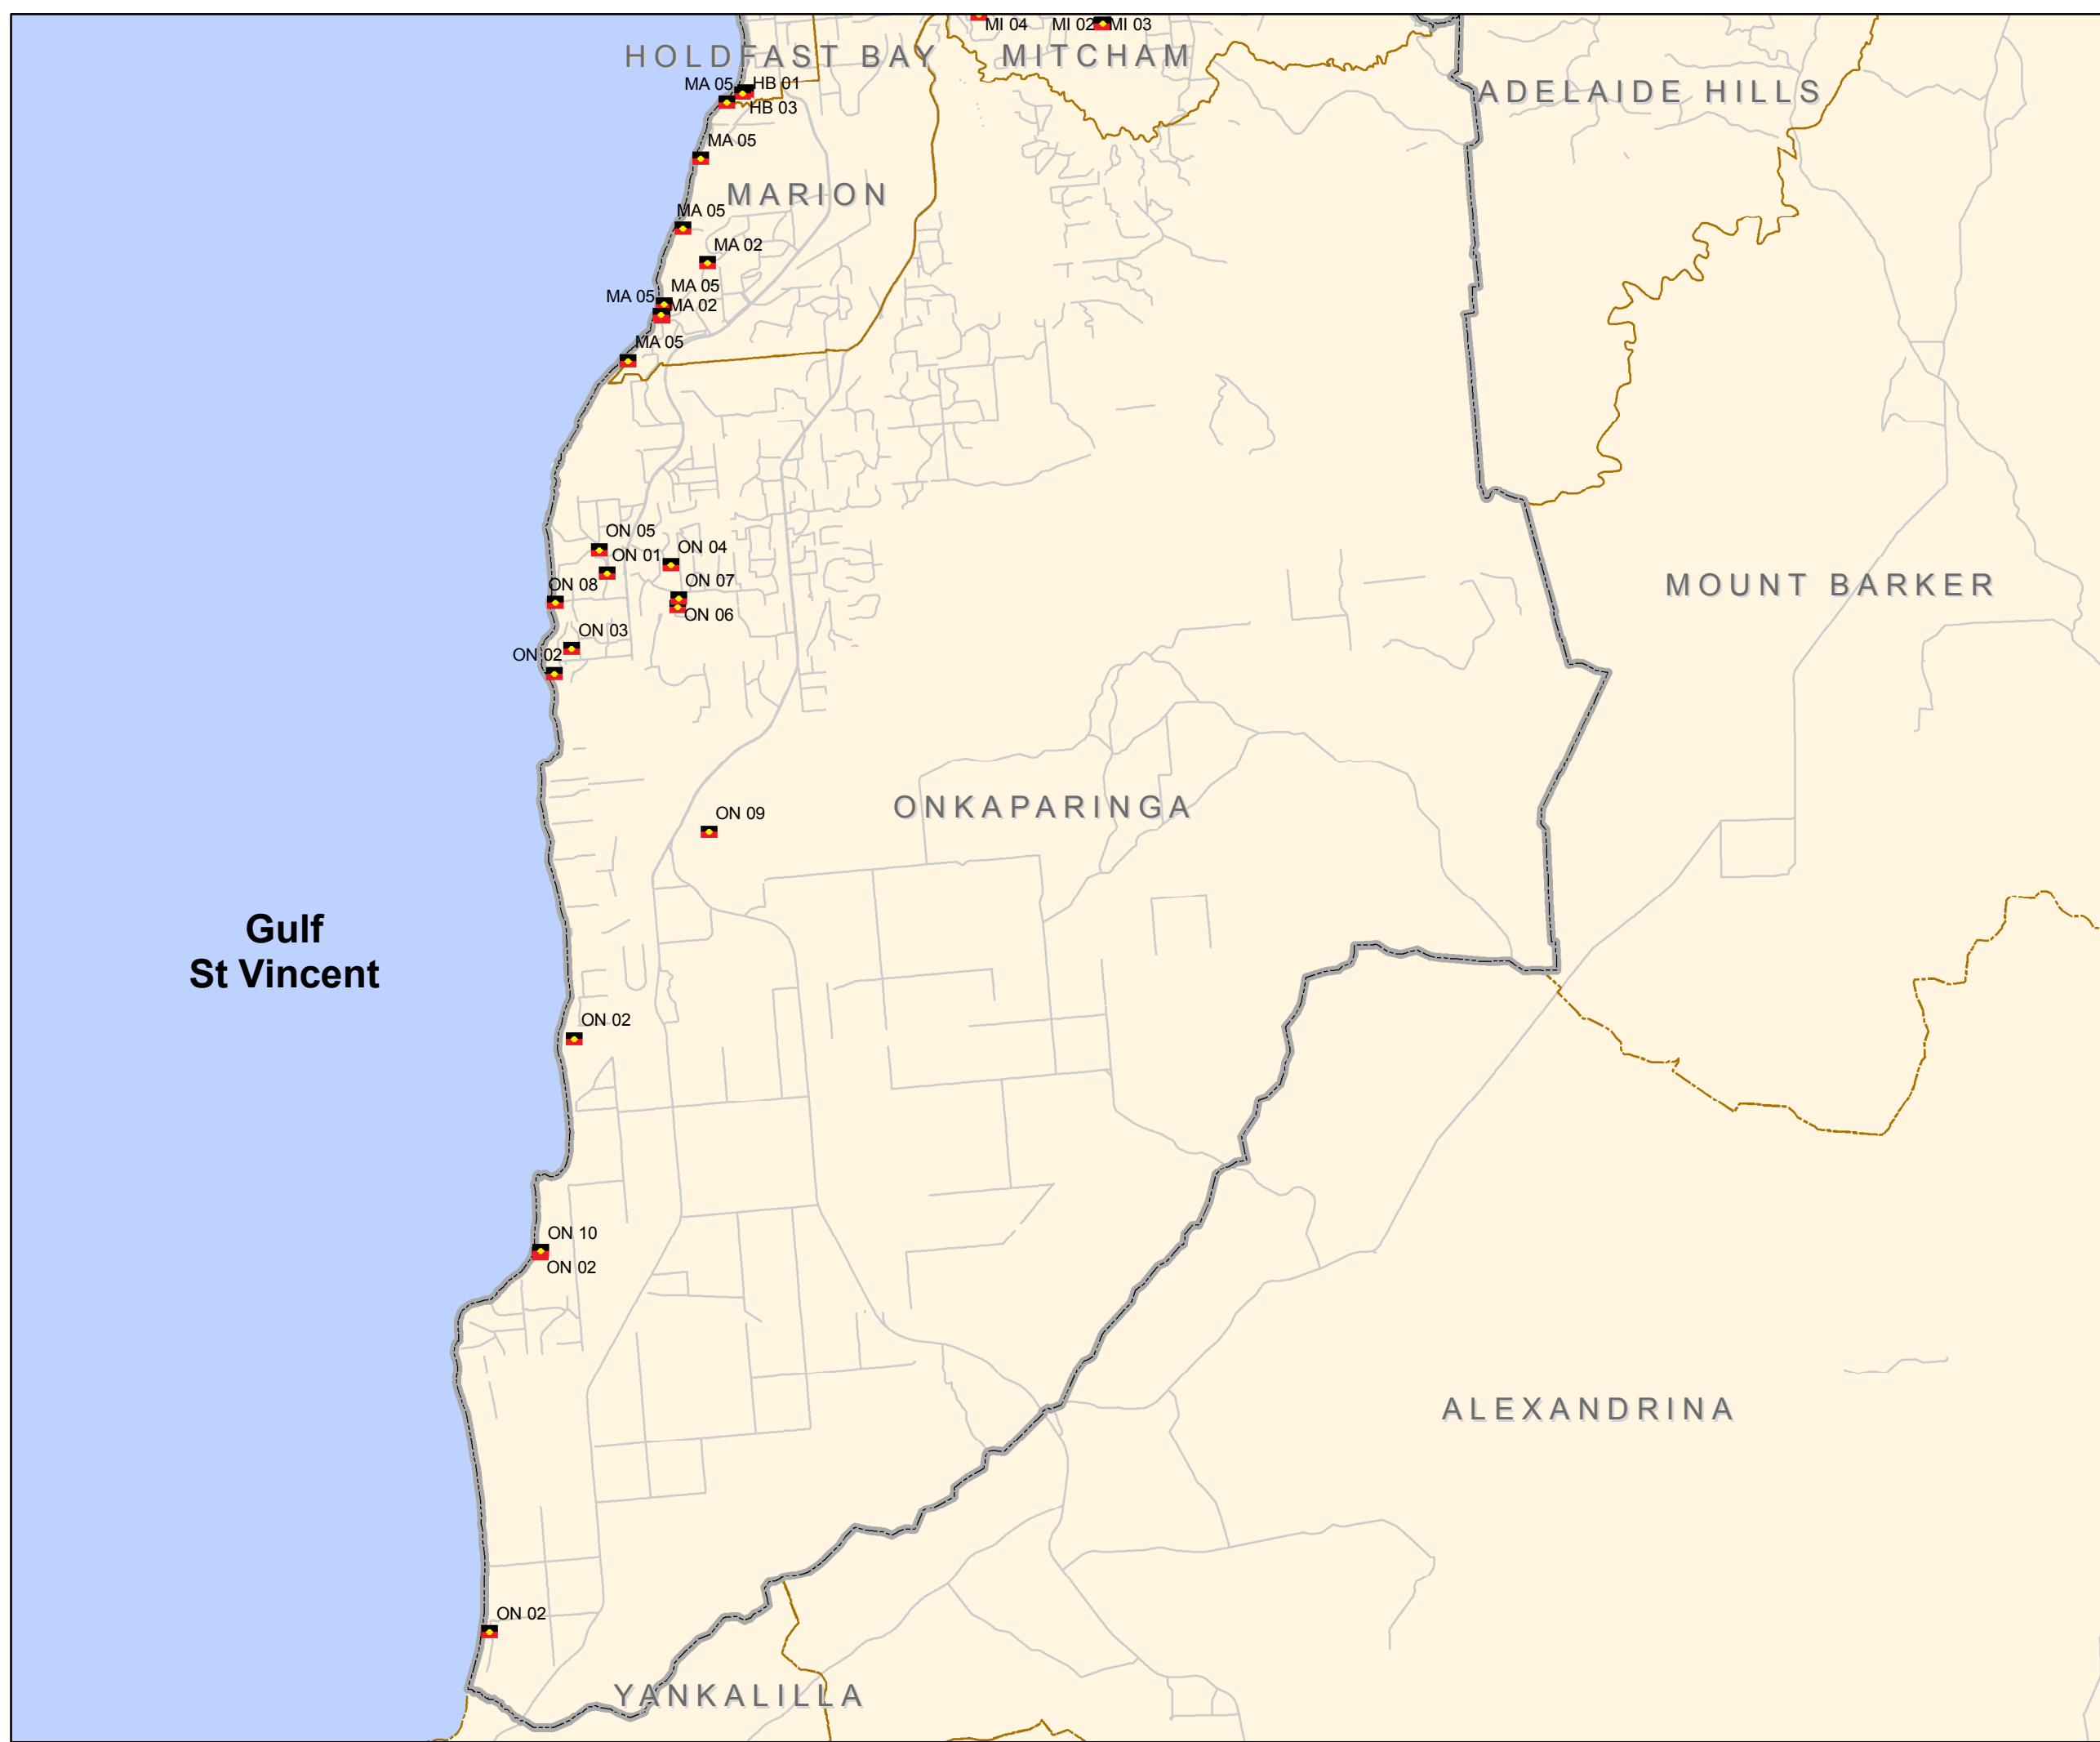 MI 04
MI 02
MI 03
HOLDFAST BAY
MITCHAM
ADELAIDE HILLS
MA 05
HB 01
HB 03
MA 05
MARION
MA 05
MA 02
MA 05
MA 05
MA 02
MA 05
ON 05
ON 01
ON 04
ON 08
ON 07
MOUNT BARKER
ON 06
ON 03
ON 02
ON 09
ONKAPARINGA
Gulf
St Vincent
ON 02
ON 10
ON 02
ALEXANDRINA
ON 02
YANKALILLA